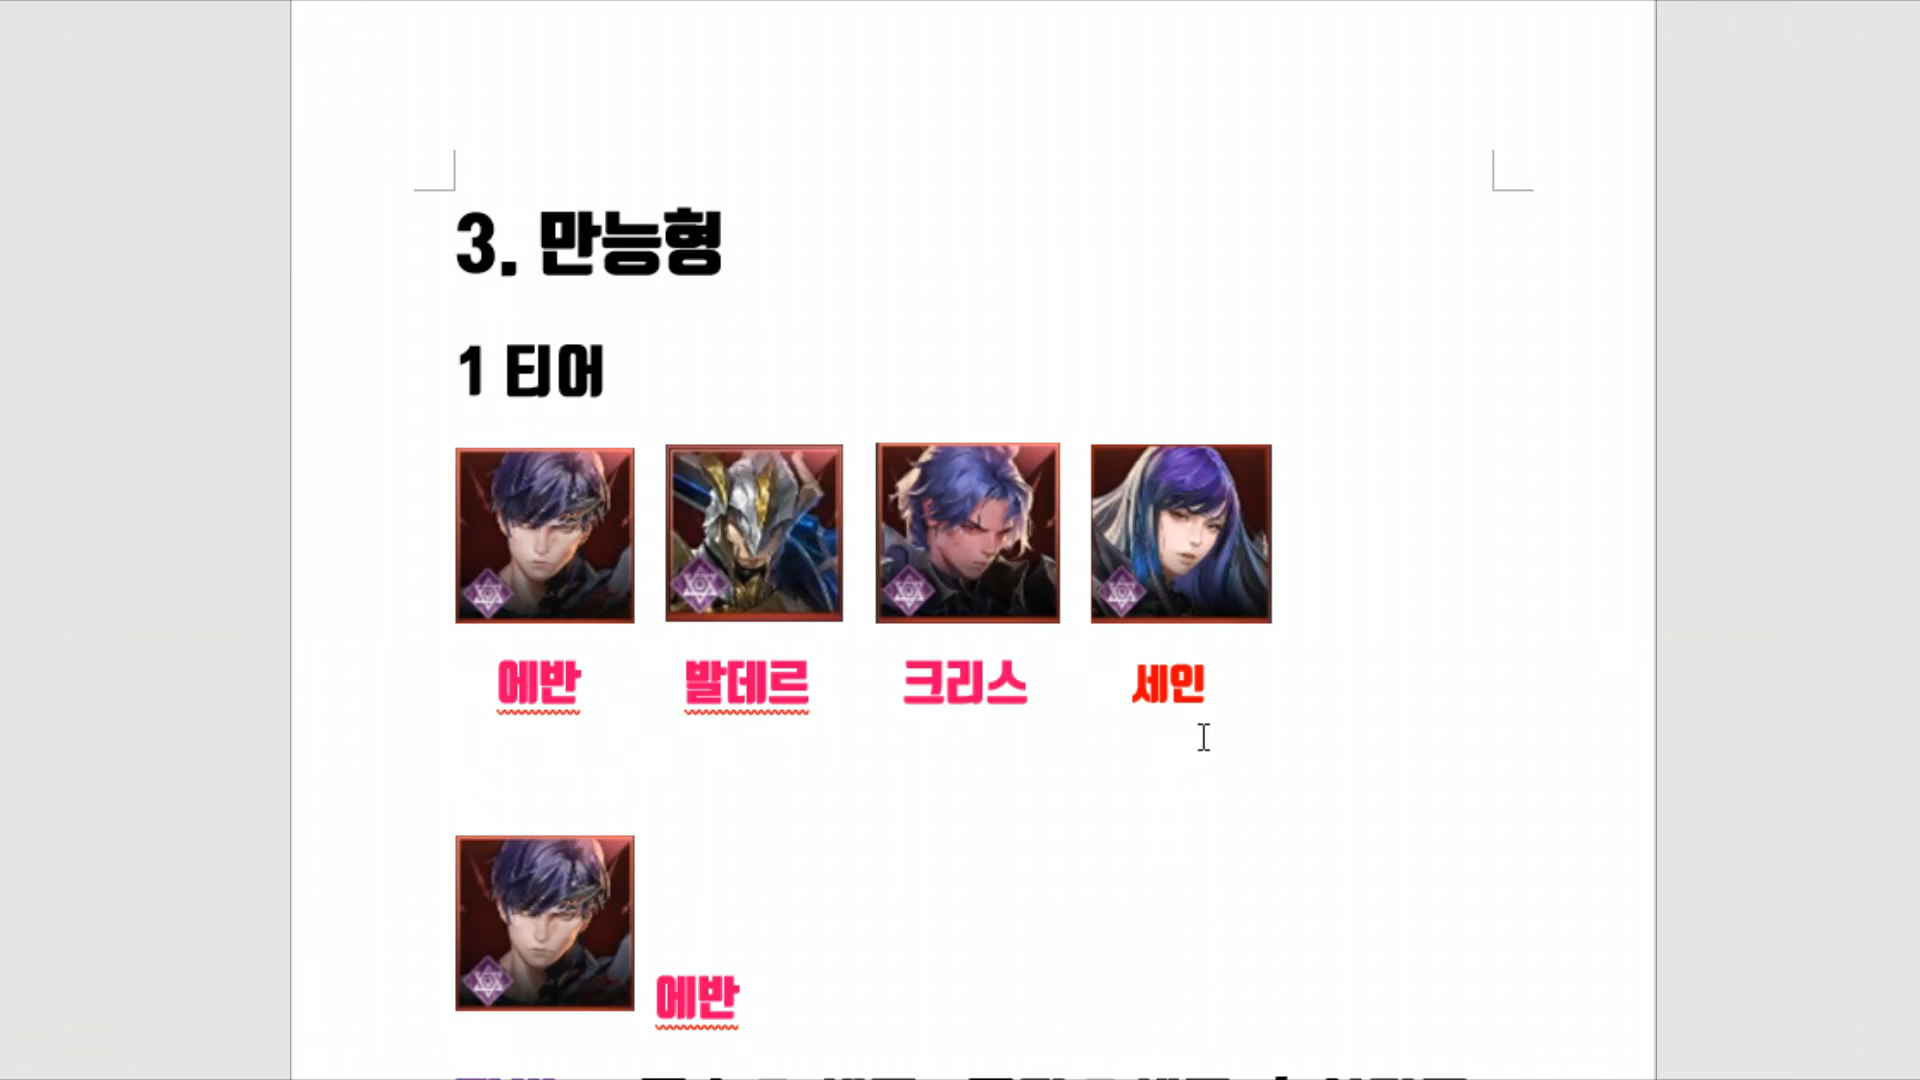 3. 만능형
1 티어
에반 발데르 크리스 세인
에반